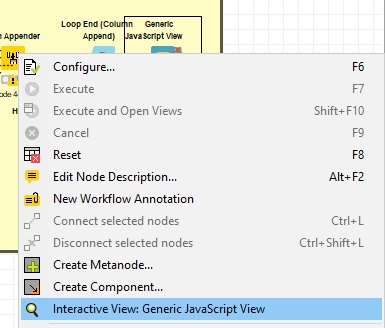 Loop End (Column
Append)
Generic
JavaScript View
Appender
Configure... F6
Execute F7
Execute and Open Views Shift+F10
Cancel F9
Reset F8
Edit Node Description... Alt+F2
New Workflow Annotation
Connect selected nodes Ctrl+L
Disconnect selected nodes Ctrl+Shift+L
Create Metanode...
Create Component...
Interactive View: Generic JavaScript View